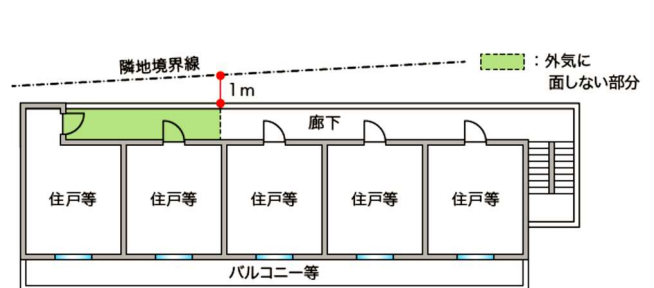 隣地境界線
：外気に
面しない部分
1m
廊下
住戸等
住戸等
住戸等
住戸等
住戸等
バルコニー等